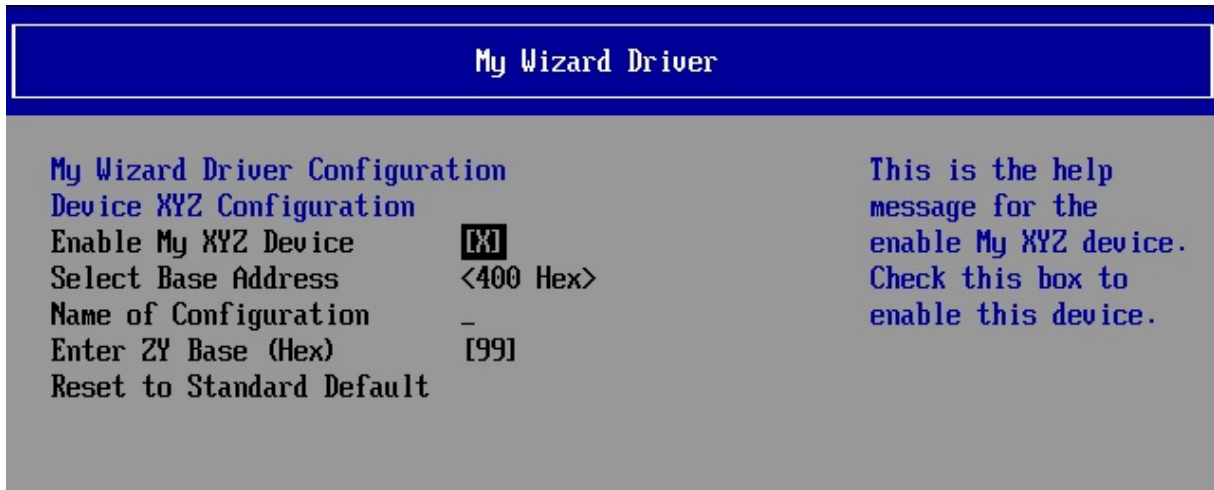 My Wizard Driver
My Wizard Driver Configuration
Device XYZ Configuration
Enable My XYZ Device [X]
Select Base Address <400 Hex>
Name of Configuration _
Enter ZY Base (Hex) [99]
Reset to Standard Default
This is the help
message for the
enable My XYZ device.
Check this box to
enable this device.